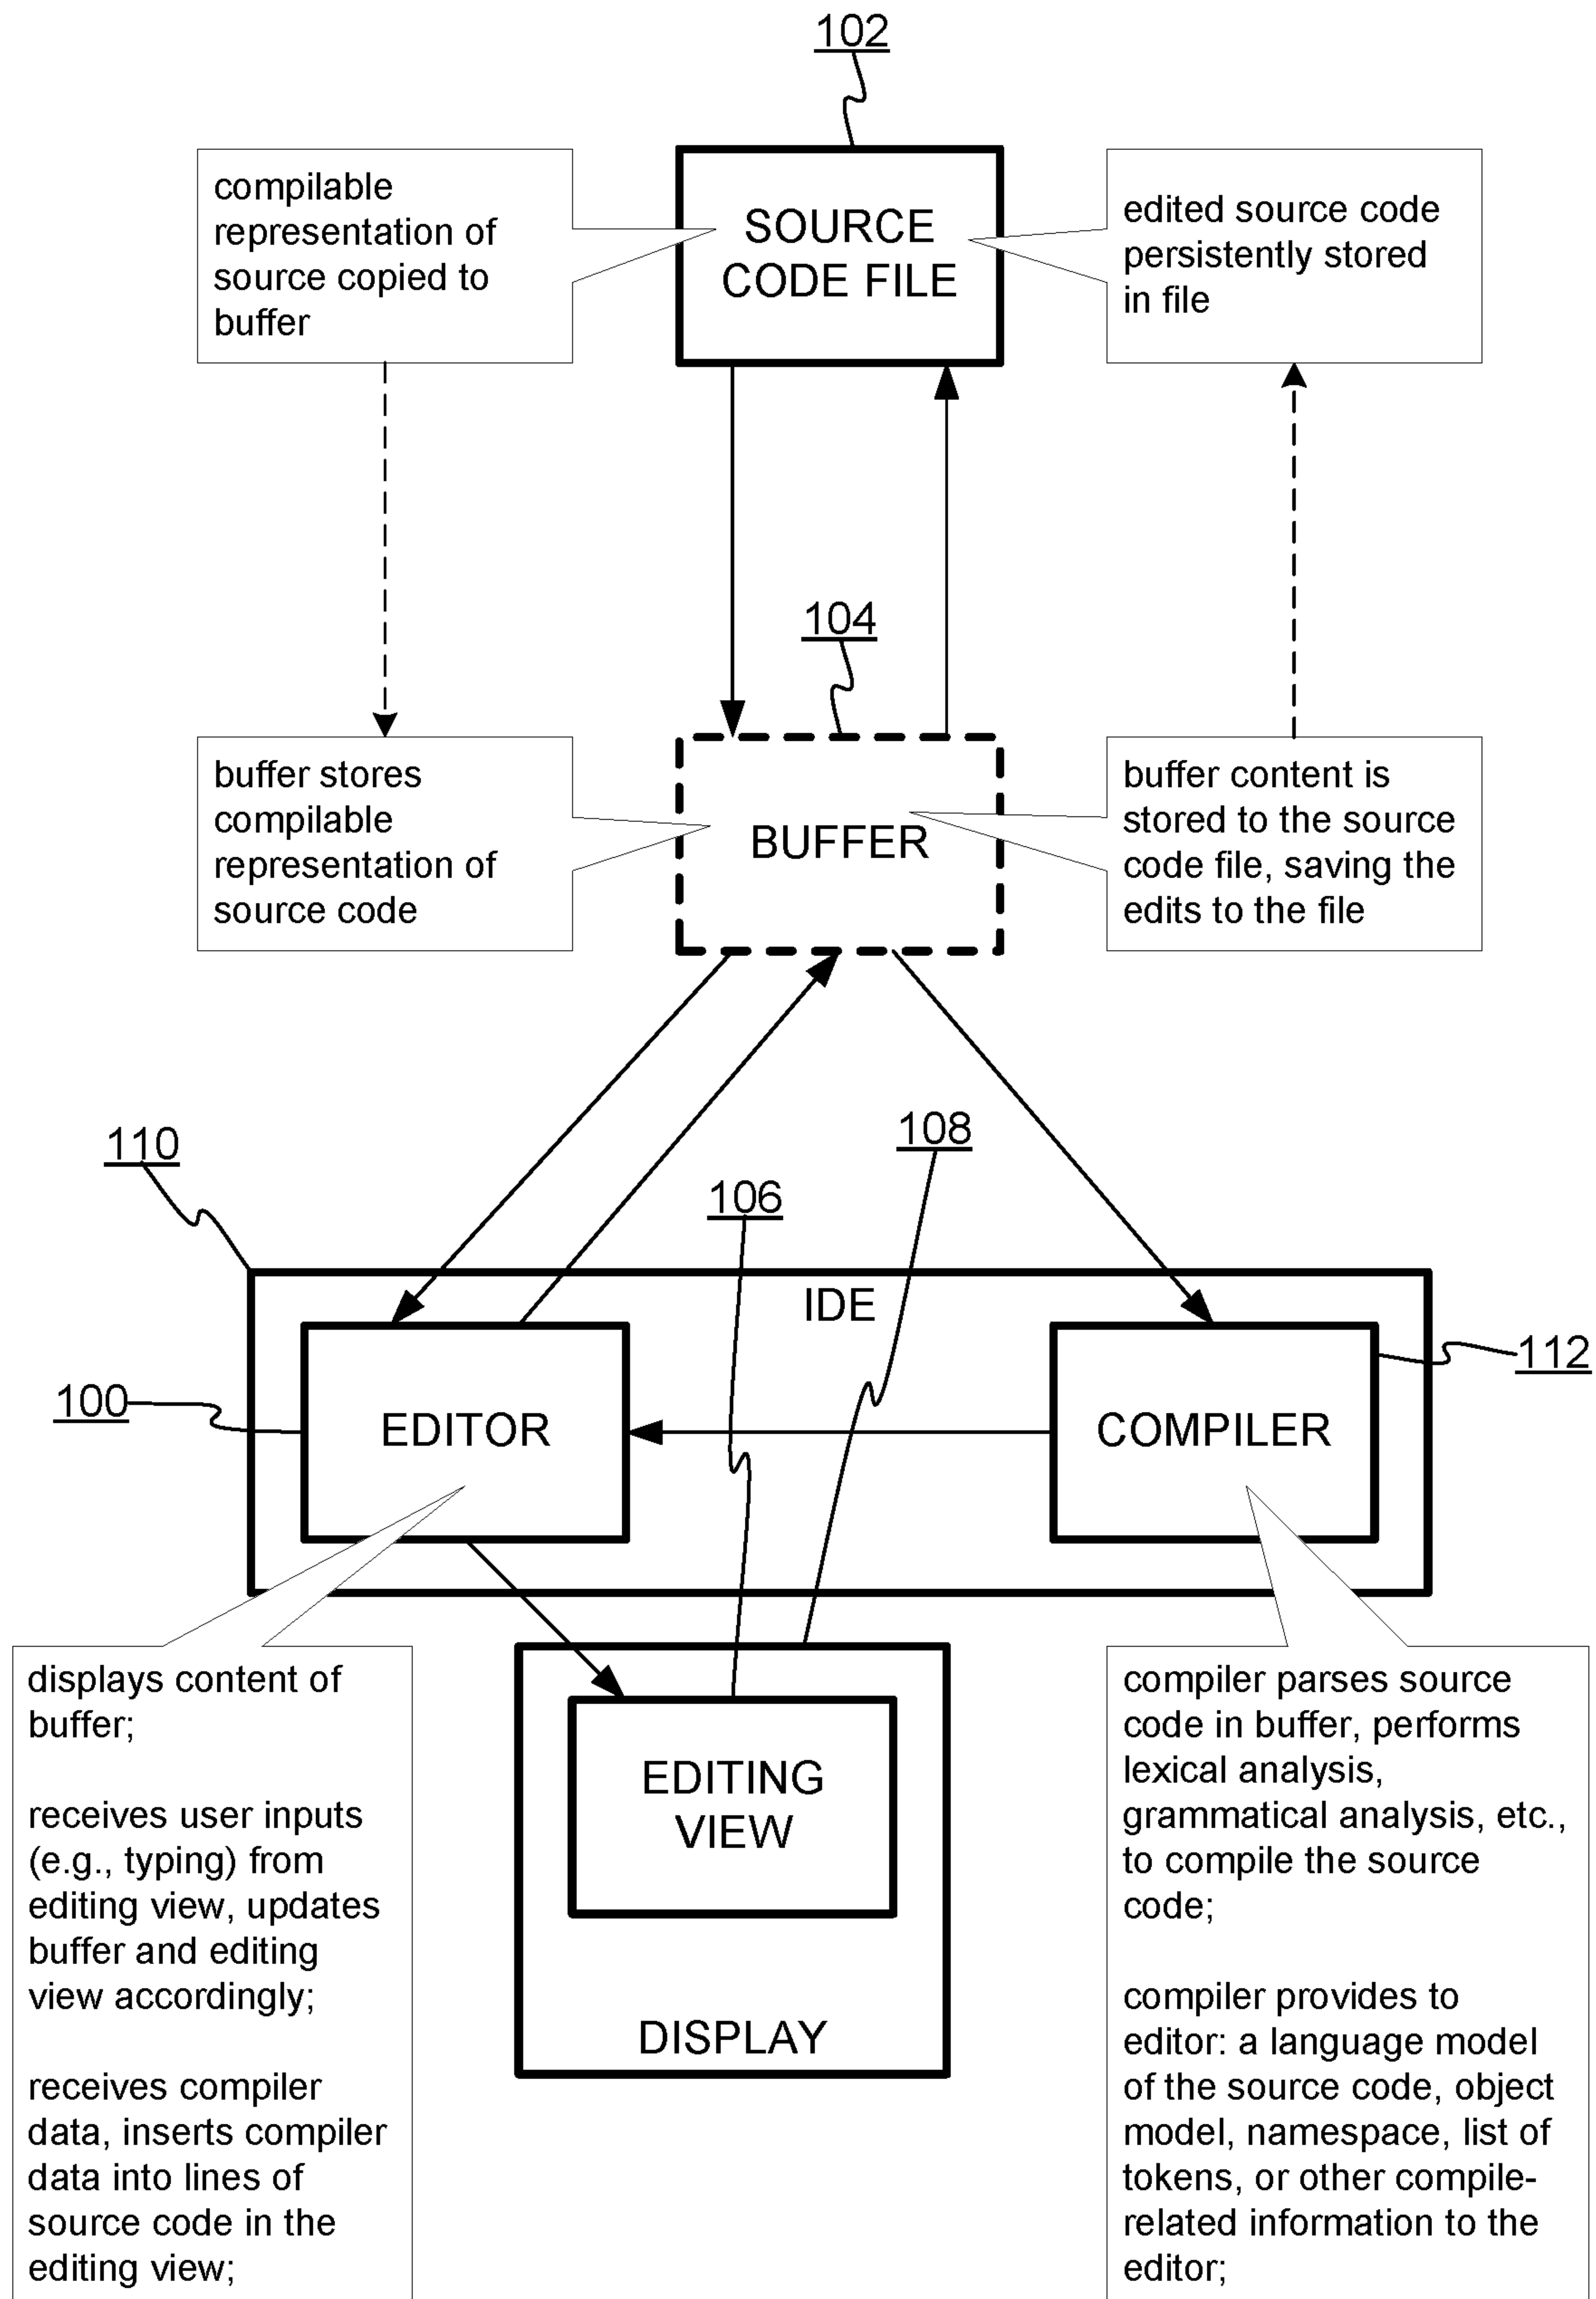 102
compilable
representation of
source copied to
buffer
SOURCE
CODE FILE
edited source code
persistently stored
in file
104
buffer stores
compilable
representation of
source code
BUFFER
buffer content is
stored to the source
code file, saving the
edits to the file
110
108
106
IDE
112
100
EDITOR
COMPILER
displays content of
buffer;
receives user inputs
(e.g., typing) from
editing view, updates
buffer and editing
view accordingly;
receives compiler
data, inserts compiler
data into lines of
source code in the
editing view;
EDITING
VIEW
DISPLAY
compiler parses source
code in buffer, performs
lexical analysis,
grammatical analysis, etc.,
to compile the source
code;
compiler provides to
editor: a language model
of the source code, object
model, namespace, list of
tokens, or other compile-
related information to the
editor;